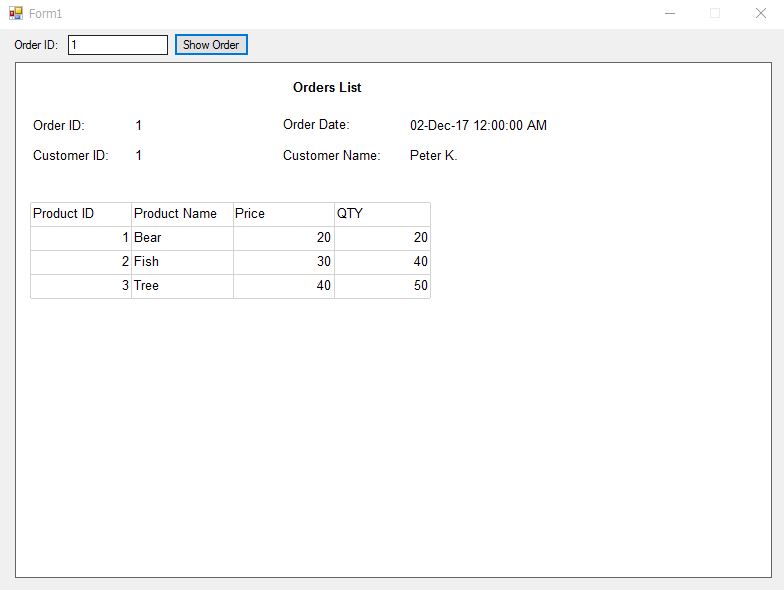 Form1
Order ID: 1 Show Order
Orders List
Order ID: 1 Order Date: 02-Dec-17 12:00:00 AM
Customer ID: 1 Customer Name: Peter K.
Product ID Product Name Price QTY
1 Bear 20 20
2 Fish 30 40
3 Tree 40 50